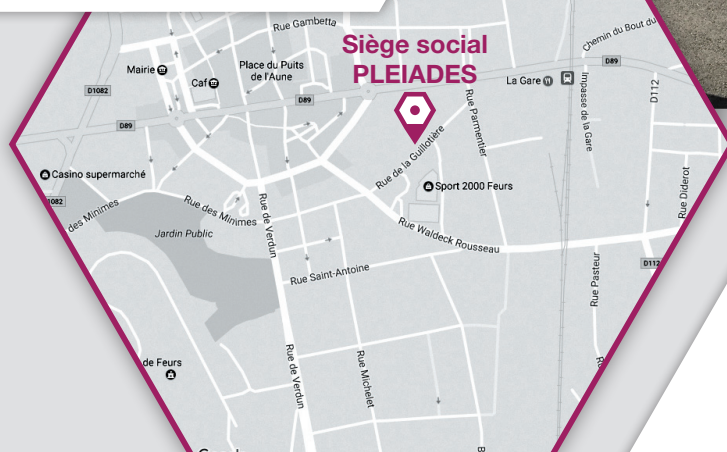 Rue Gambetta
Chemin du Bout du
Siège social
PLEIADES
Mairie
Place du Puits
de l'Aune
Caf
La Gare
D89
D1082
D89
D89
D112
Impasse de la Gare
Rue Parmentier
Rue de la Guillotière
Casino supermarché
Sport 2000 Feurs
1082
des Minimes
Rue des Minimes
Rue de Verdun
Rue Diderot
Jardin Public
Rue Waldeck Rousseau
Rue Saint-Antoine
Rue Pasteur
D112
de Feurs
Rue de Verdun
Rue Michelet